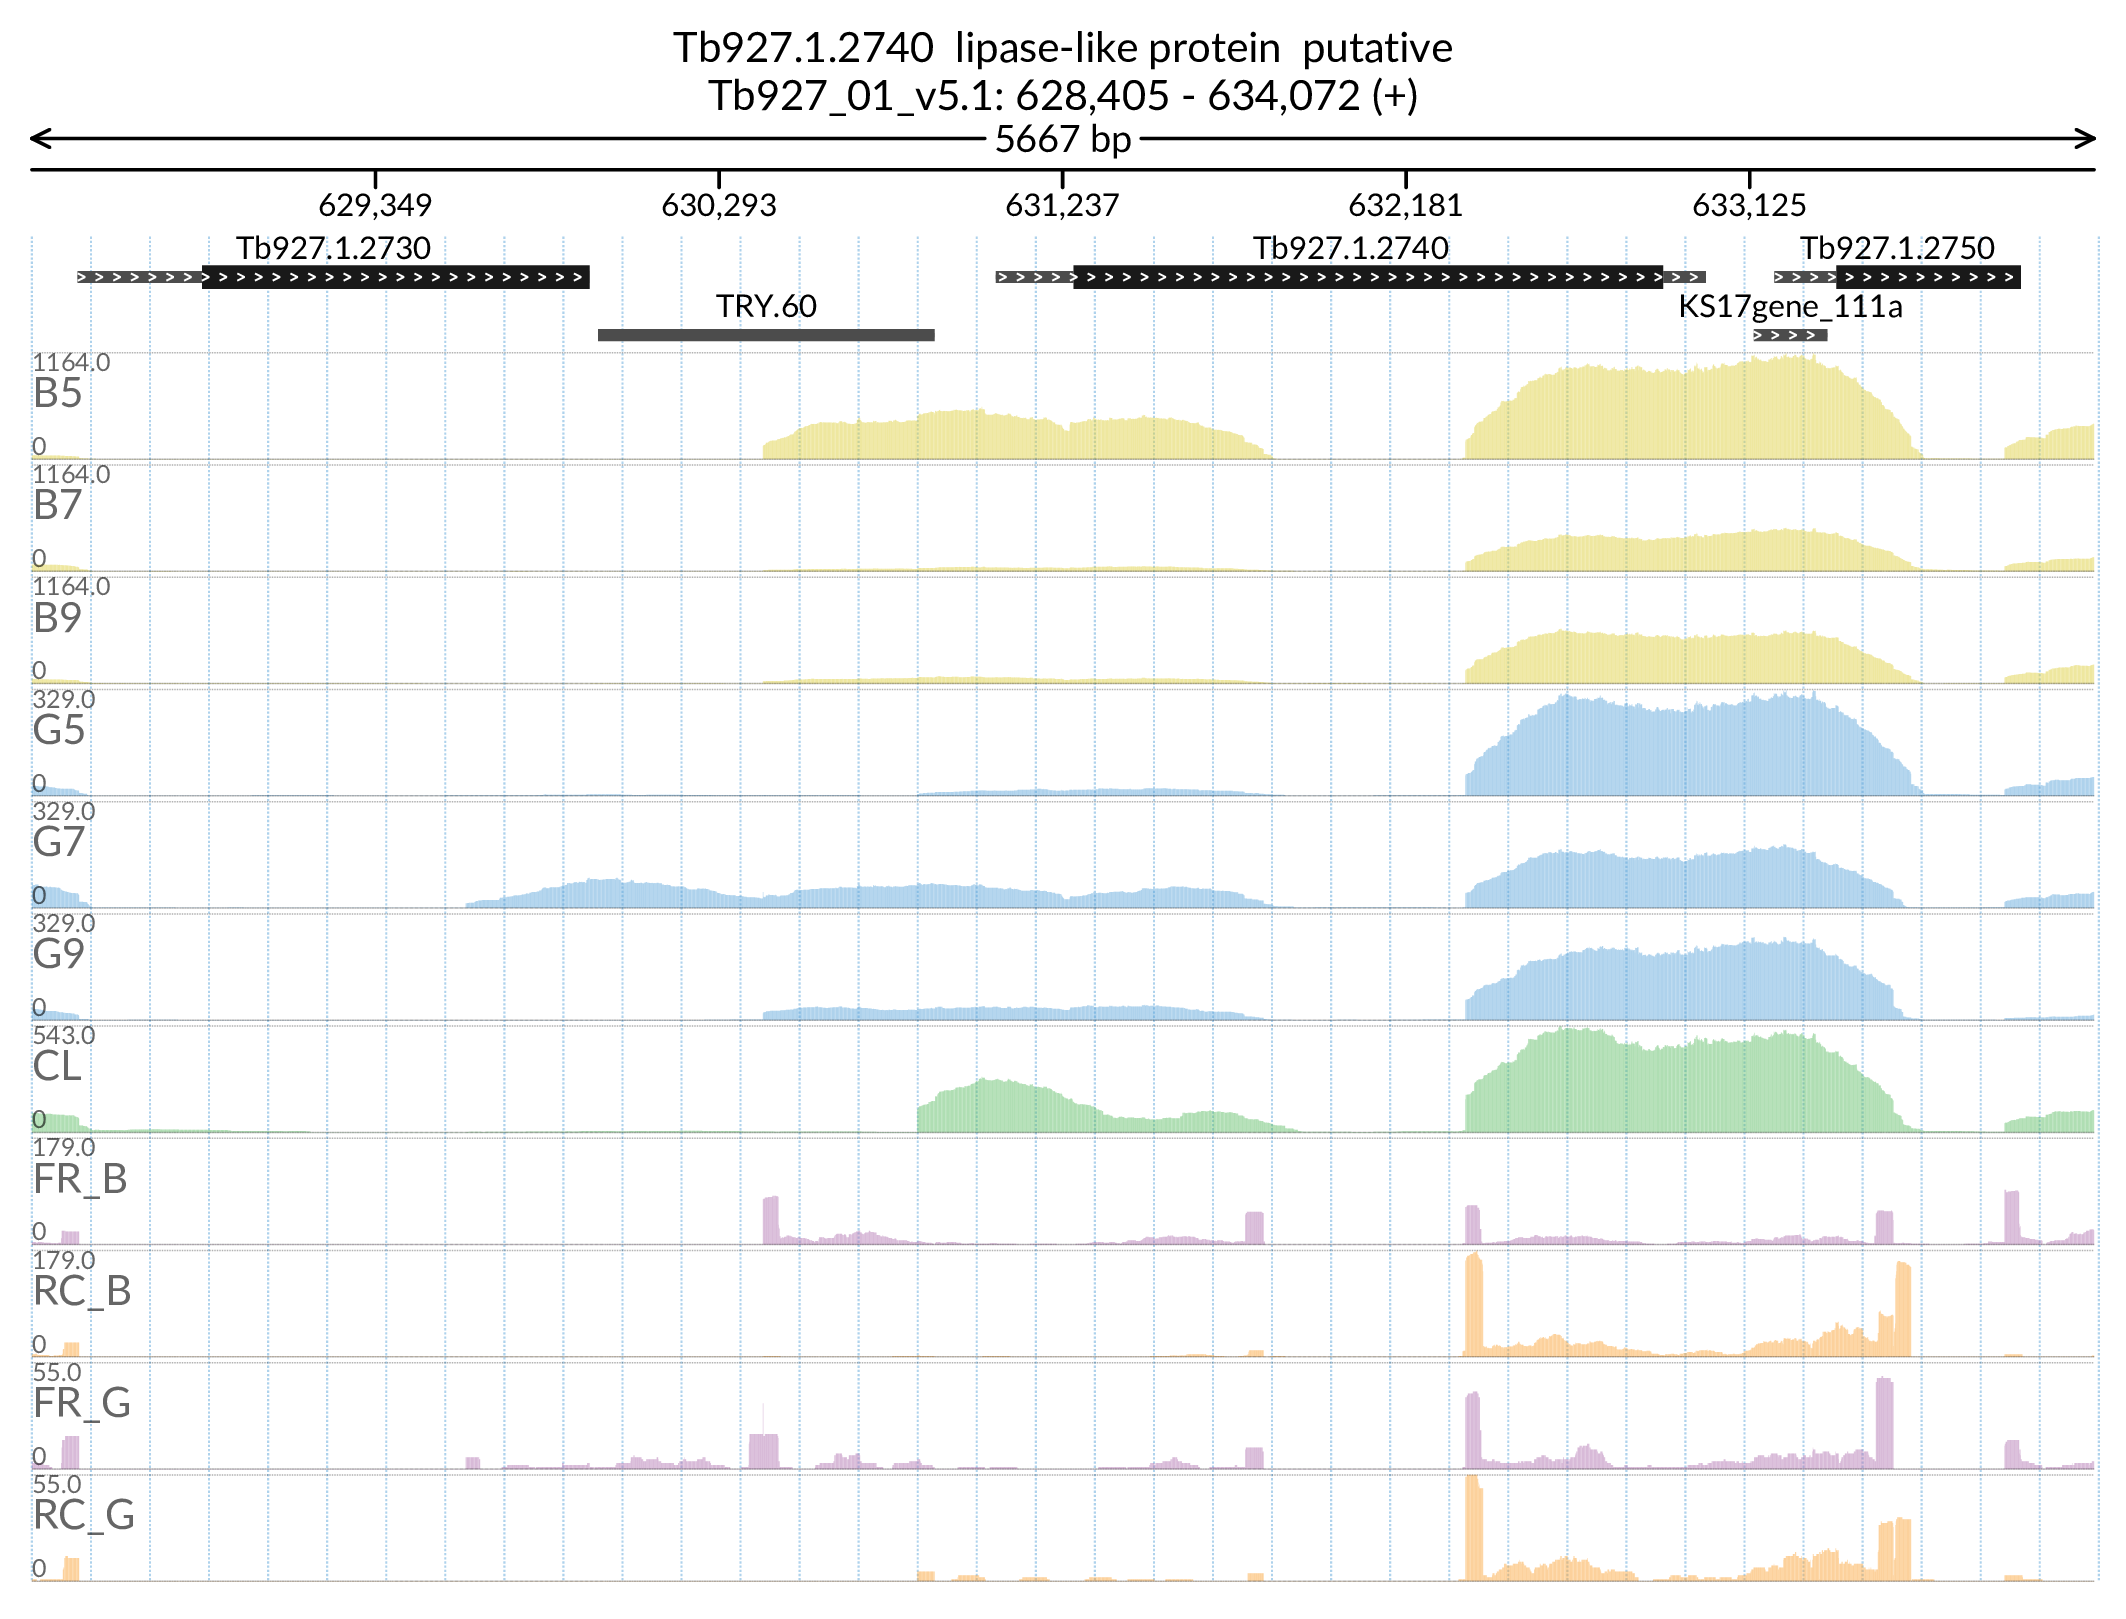 Tb927.1.2740  lipase-like protein  putative
Tb927_01_v5.1: 628,405 - 634,072 (+)
5667 bp
629,349 630,293 631,237 632,181 633,125
Tb927.1.2730 Tb927.1.2740 Tb927.1.2750
TRY.60 KS17gene_111a
1164.0
B5
0
1164.0
B7
0
1164.0
B9
0
329.0
G5
0
329.0
G7
0
329.0
G9
0
543.0
CL
0
179.0
FR_B
0
179.0
RC_B
0
55.0
FR_G
0
55.0
RC_G
0